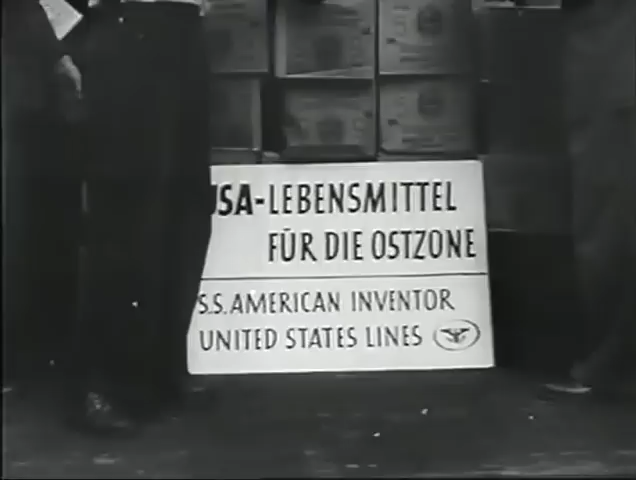 USA-LEBENSMITTEL
FÜR DIE OSTZONE
S.S. AMERICAN INVENTOR
UNITED STATES LINES